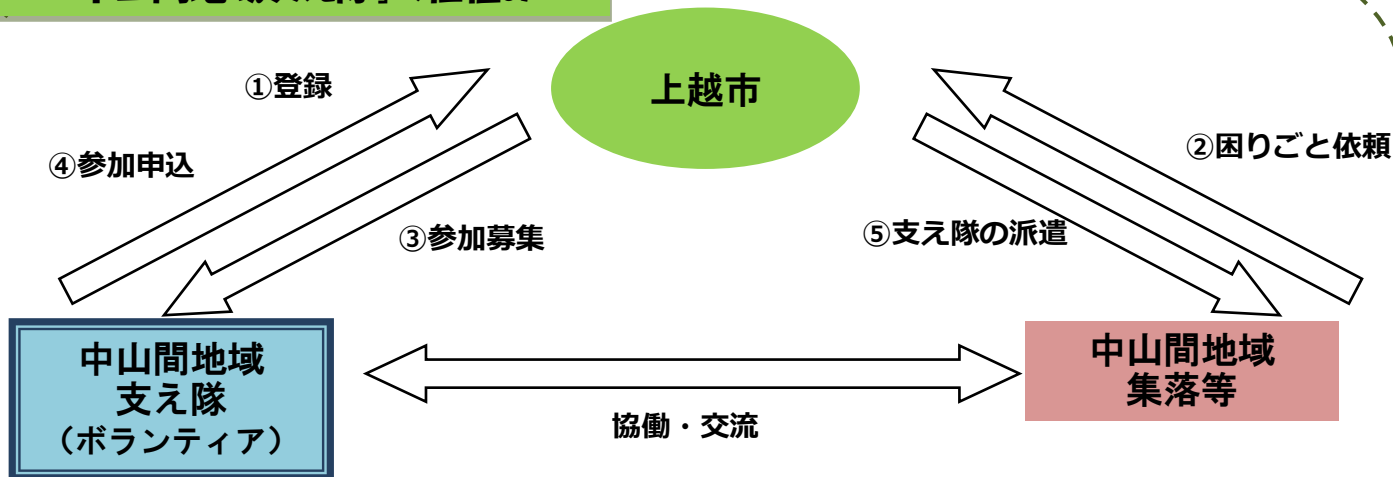 上越市
①登録
④参加申込
③参加募集
②困りごと依頼
⑤支え隊の派遣
中山間地域
支え隊
（ボランティア）
中山間地域
集落等
協働・交流